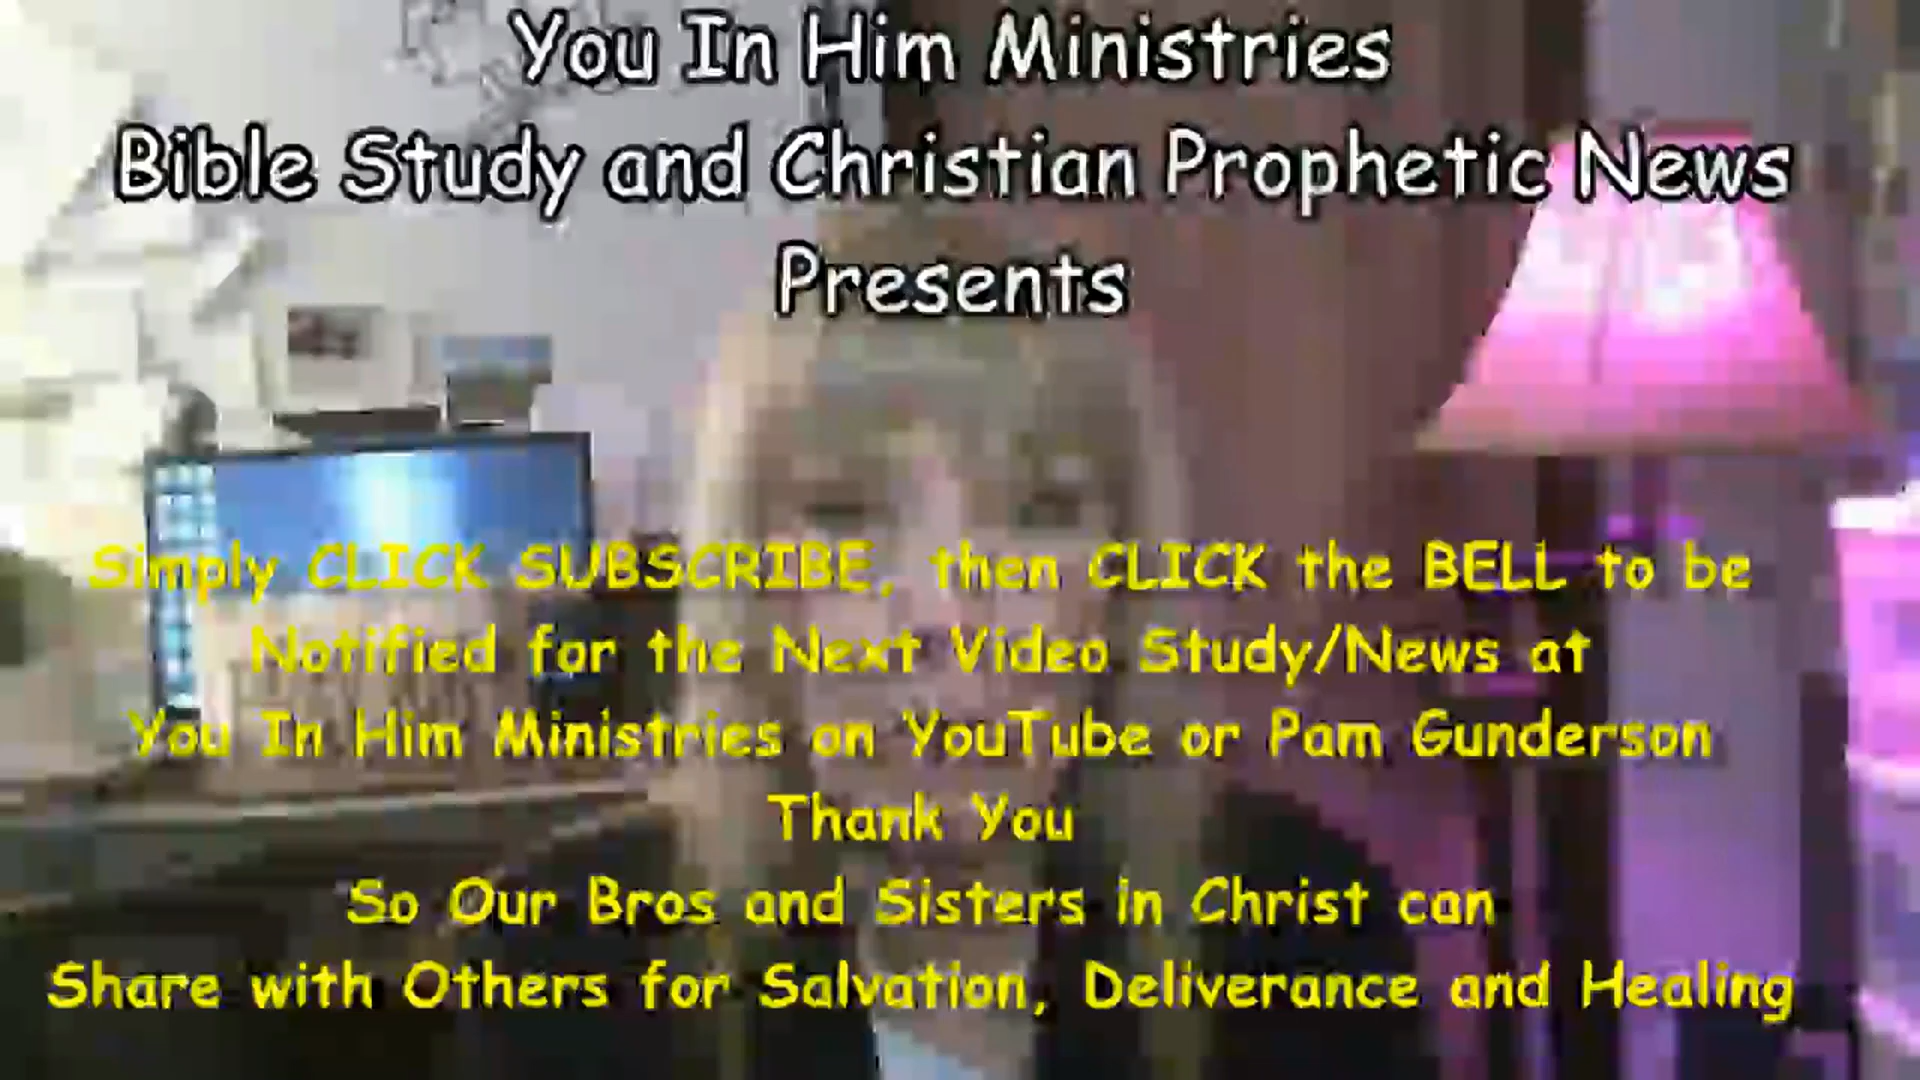 You In Him Ministries
Bible Study and Christian Prophetic News
Presents
Simply CLICK SUBSCRIBE, then CLICK the BELL to be
Notified for the Next Video Study/News at
You In Him Ministries on YouTube or Pam Gunderson
Thank You
So Our Bros and Sisters in Christ can
Share with Others for Salvation, Deliverance and Healing